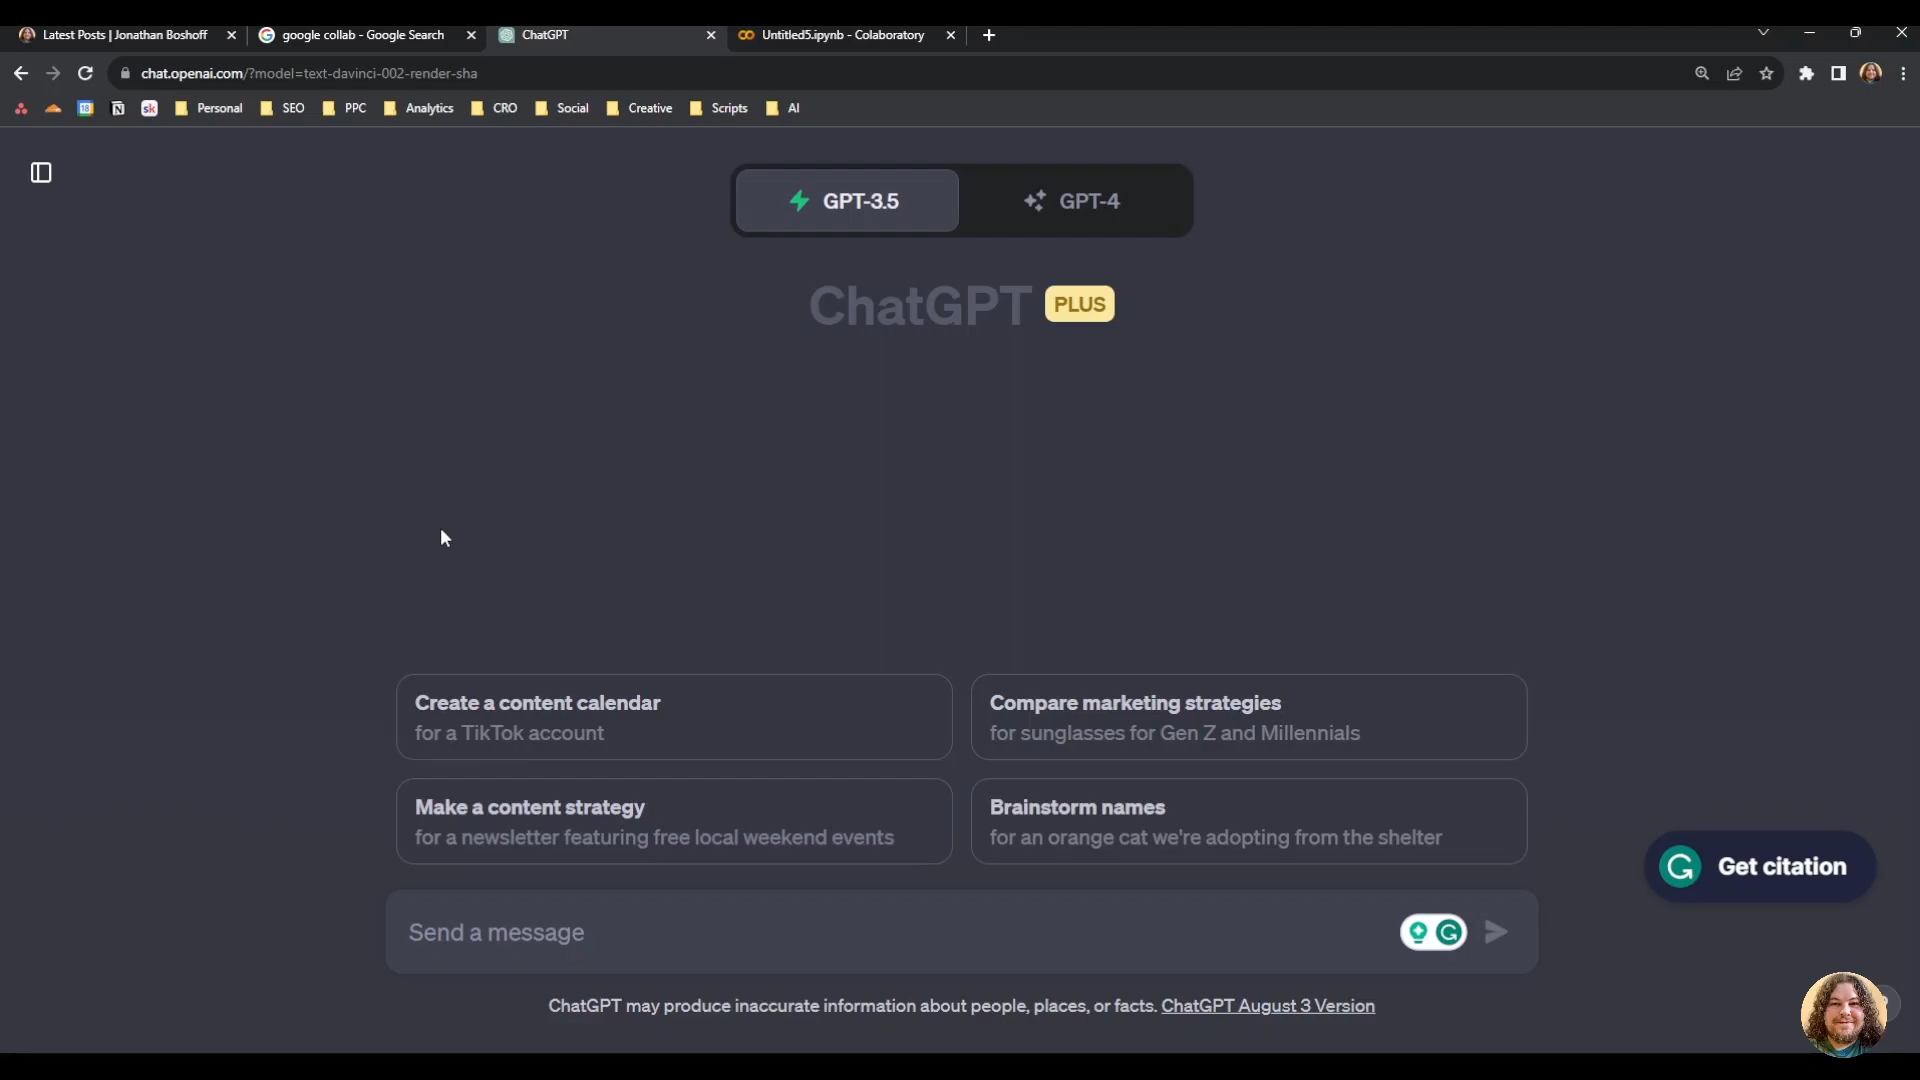 Latest Posts | Jonathan Boshoff
google collab - Google Search
ChatGPT
Untitled5.ipynb - Colaboratory
chat.openai.com/?model=text-davinci-002-render-sha
18
sk
Personal
SEO
PPC
Analytics
CRO
Social
Creative
Scripts
AI
GPT-3.5
GPT-4
ChatGPT PLUS
Create a content calendar
for a TikTok account
Compare marketing strategies
for sunglasses for Gen Z and Millennials
Make a content strategy
for a newsletter featuring free local weekend events
Brainstorm names
for an orange cat we're adopting from the shelter
Get citation
Send a message
ChatGPT may produce inaccurate information about people, places, or facts. ChatGPT August 3 Version